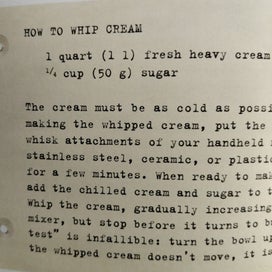 HOW TO WHIP CREAM
1 quart (1 l) fresh heavy cream
¼ cup (50 g) sugar
The cream must be as cold as possi
making the whipped cream, put the
whisk attachments of your handheld
stainless steel, ceramic, or plastic
for a few minutes. When ready to mak
add the chilled cream and sugar to t
Whip the cream, gradually increasing
mixer, but stop before it turns to bu
test" is infallible: turn the bowl up
the whipped cream doesn't move, it is